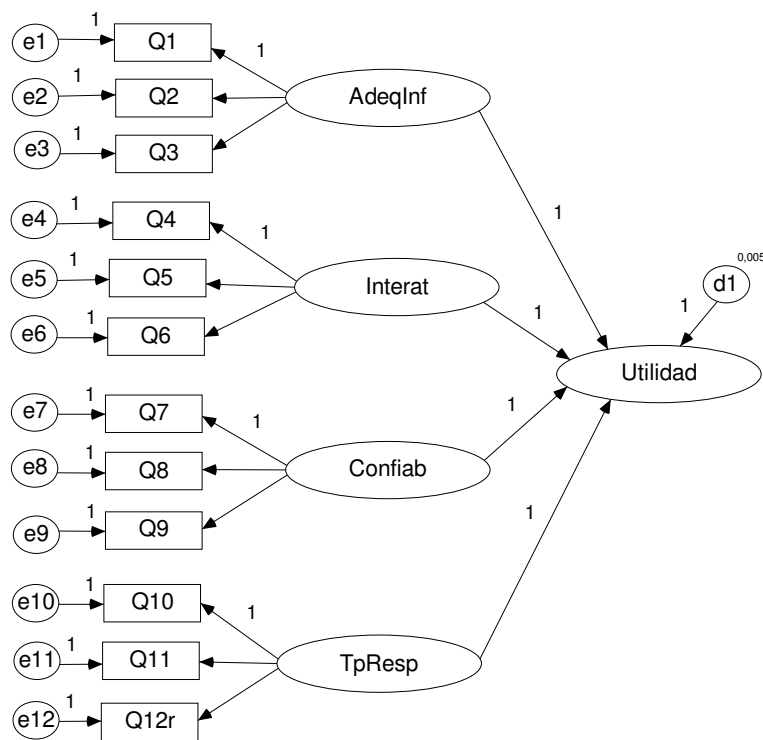 e1 1 Q1 1
e2 1 Q2 AdeqInf
e3 1 Q3
e4 1 Q4 1 1
e5 1 Q5 Interat 1
e6 1 Q6
0,005
d1
1
Utilidad
e7 1 Q7 1 1
e8 1 Q8 Confiab
e9 1 Q9 1
e10 1 Q10 1
e11 1 Q11 TpResp
e12 1 Q12r